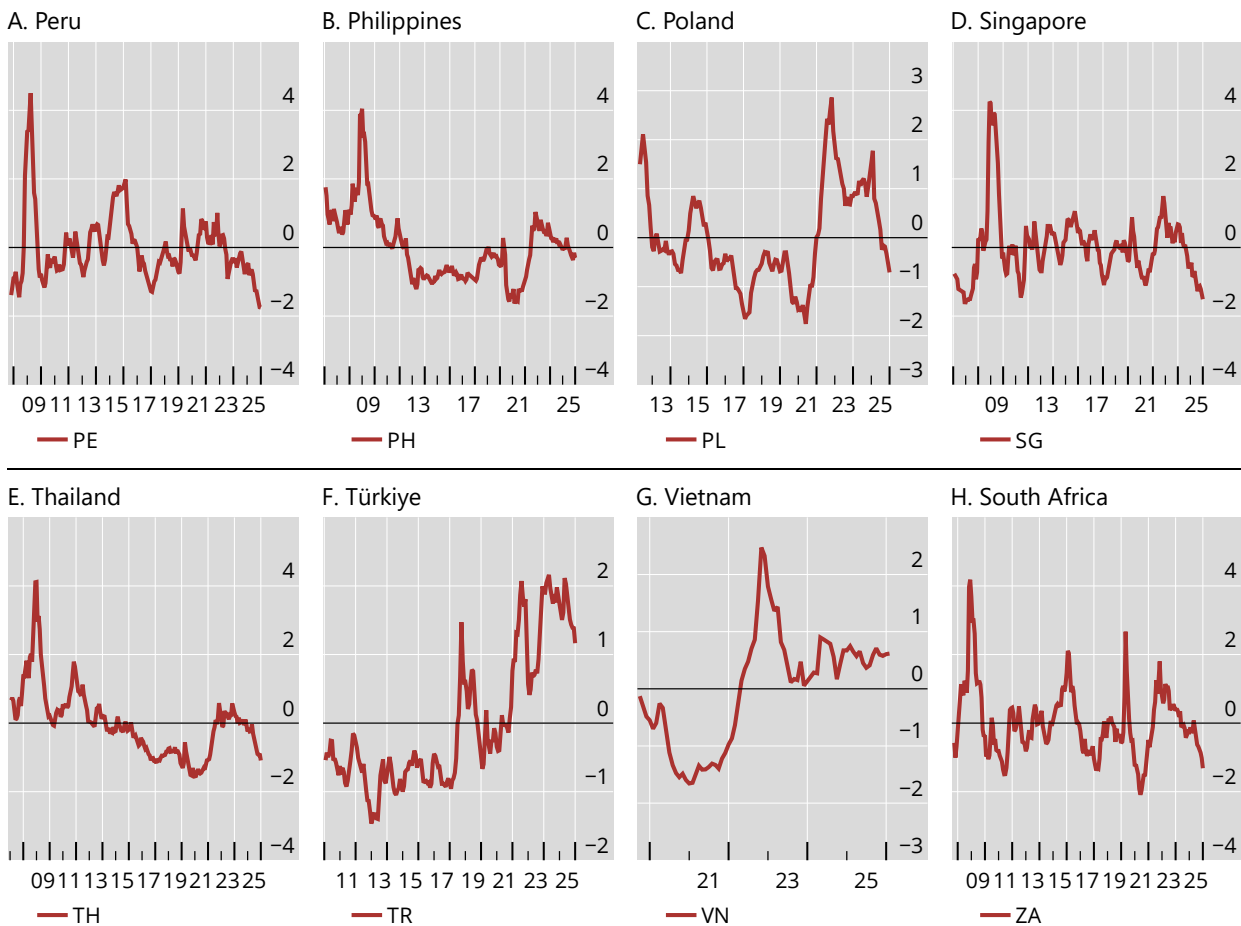 A. Peru
4
2
0
−2
−4
09 11 13 15 17 19 21 23 25
PE
B. Philippines
4
2
0
−2
−4
09 13 17 21 25
PH
C. Poland
3
2
1
0
−1
−2
−3
13 15 17 19 21 23 25
PL
D. Singapore
4
2
0
−2
−4
09 13 17 21 25
SG
E. Thailand
4
2
0
−2
−4
09 11 13 15 17 19 21 23 25
TH
F. Türkiye
2
1
0
−1
−2
11 13 15 17 19 21 23 25
TR
G. Vietnam
2
1
0
−1
−2
−3
21 23 25
VN
H. South Africa
4
2
0
−2
−4
09 11 13 15 17 19 21 23 25
ZA